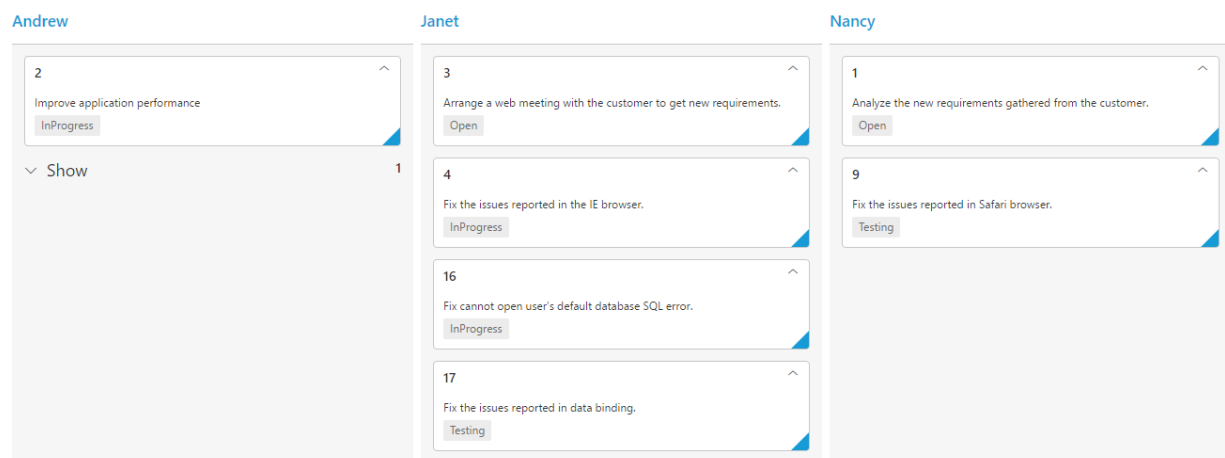 Andrew
2
Improve application performance
InProgress
Show 1
Janet
3
Arrange a web meeting with the customer to get new requirements.
Open
4
Fix the issues reported in the IE browser.
InProgress
16
Fix cannot open user's default database SQL error.
InProgress
17
Fix the issues reported in data binding.
Testing
Nancy
1
Analyze the new requirements gathered from the customer.
Open
9
Fix the issues reported in Safari browser.
Testing